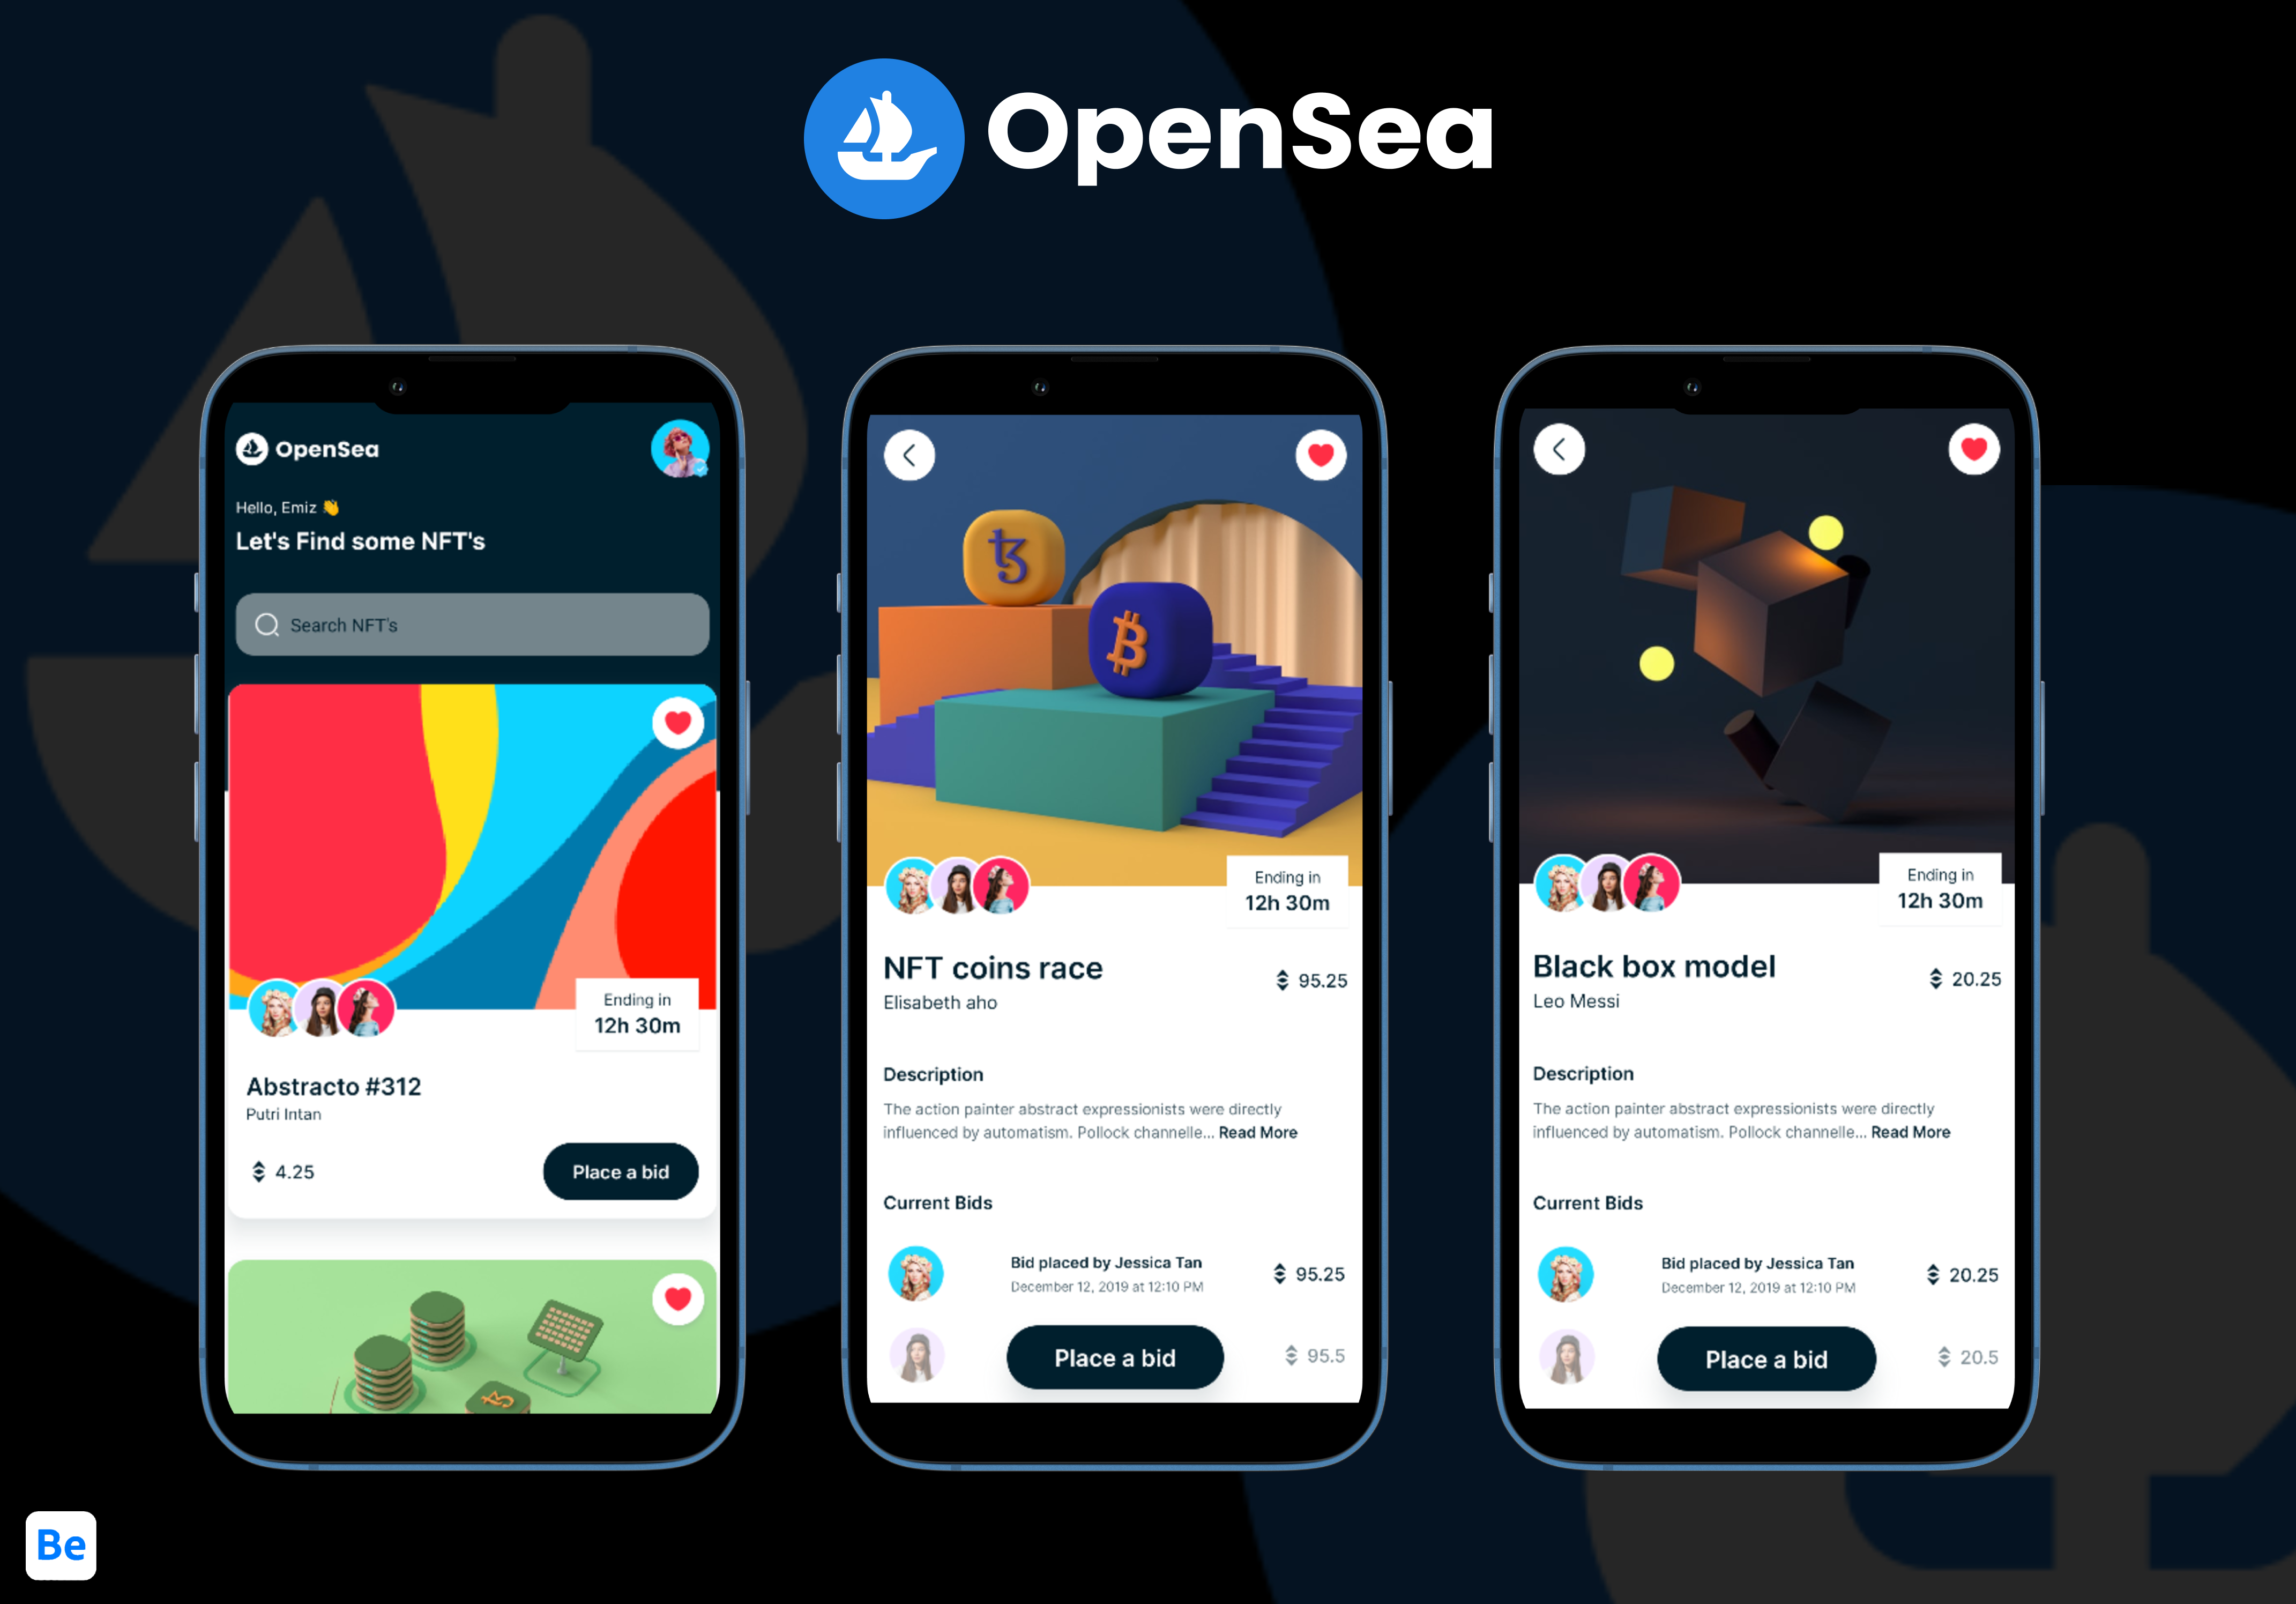 OpenSea
OpenSea
Hello, Emiz 👋
Let's Find some NFT's
Search NFT's
Ending in
12h 30m
Abstracto #312
Putri Intan
4.25
Place a bid
Ending in
12h 30m
NFT coins race
95.25
Elisabeth aho
Description
The action painter abstract expressionists were directly
influenced by automatism. Pollock channelle... Read More
Current Bids
Bid placed by Jessica Tan
December 12, 2019 at 12:10 PM
95.25
Place a bid
95.5
Ending in
12h 30m
Black box model
20.25
Leo Messi
Description
The action painter abstract expressionists were directly
influenced by automatism. Pollock channelle... Read More
Current Bids
Bid placed by Jessica Tan
December 12, 2019 at 12:10 PM
20.25
Place a bid
20.5
Be